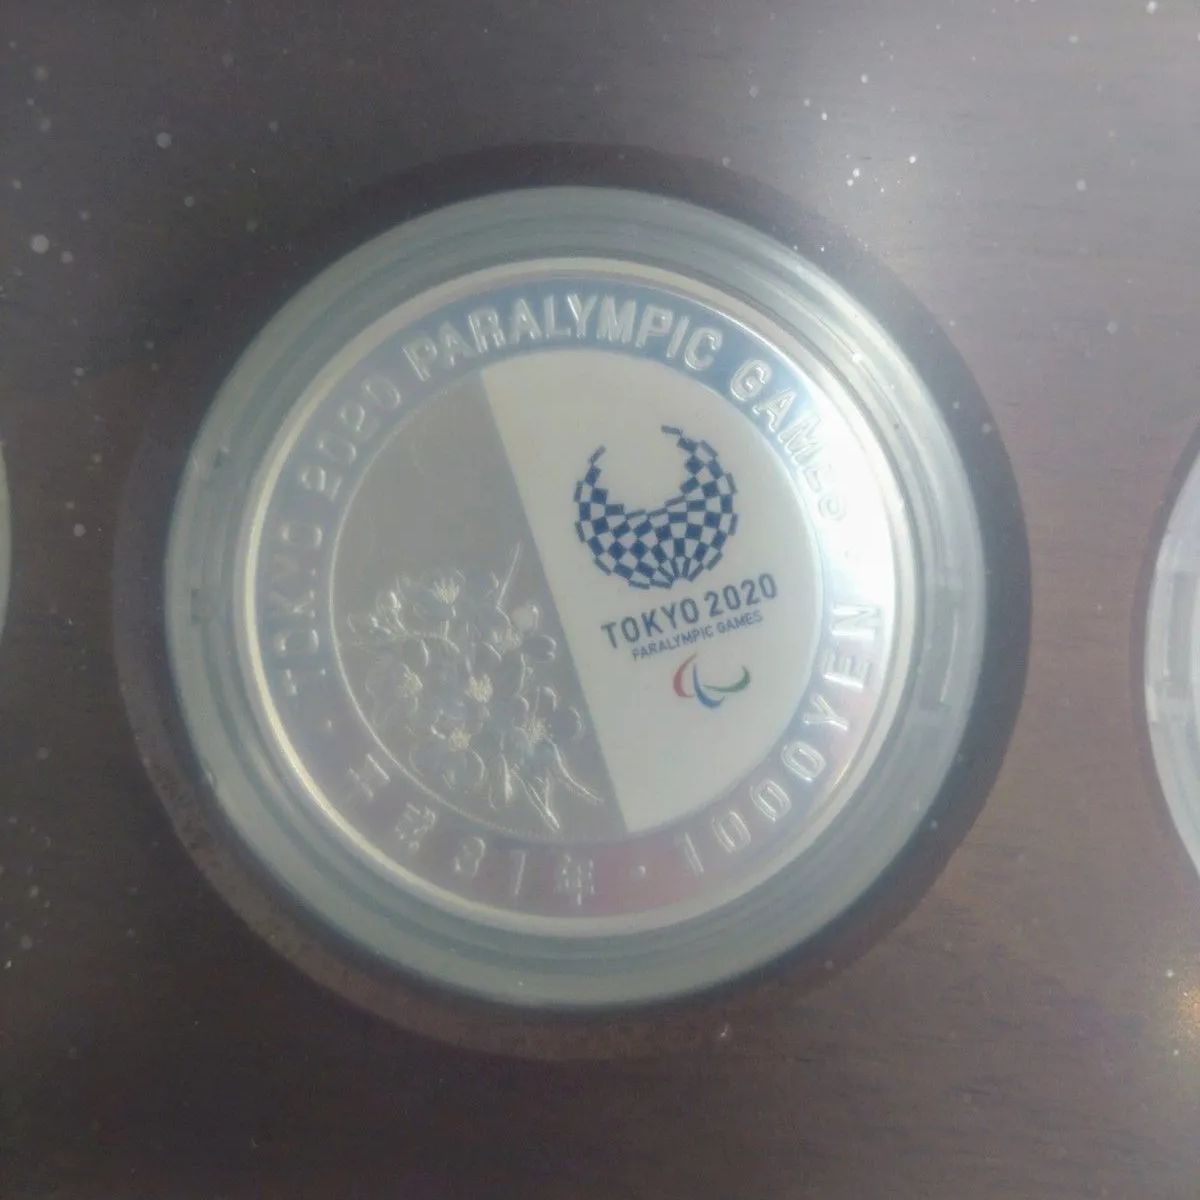 TOKYO 2020 PARALYMPIC GAMES
TOKYO 2020
PARALYMPIC GAMES
平成31年・1000YEN